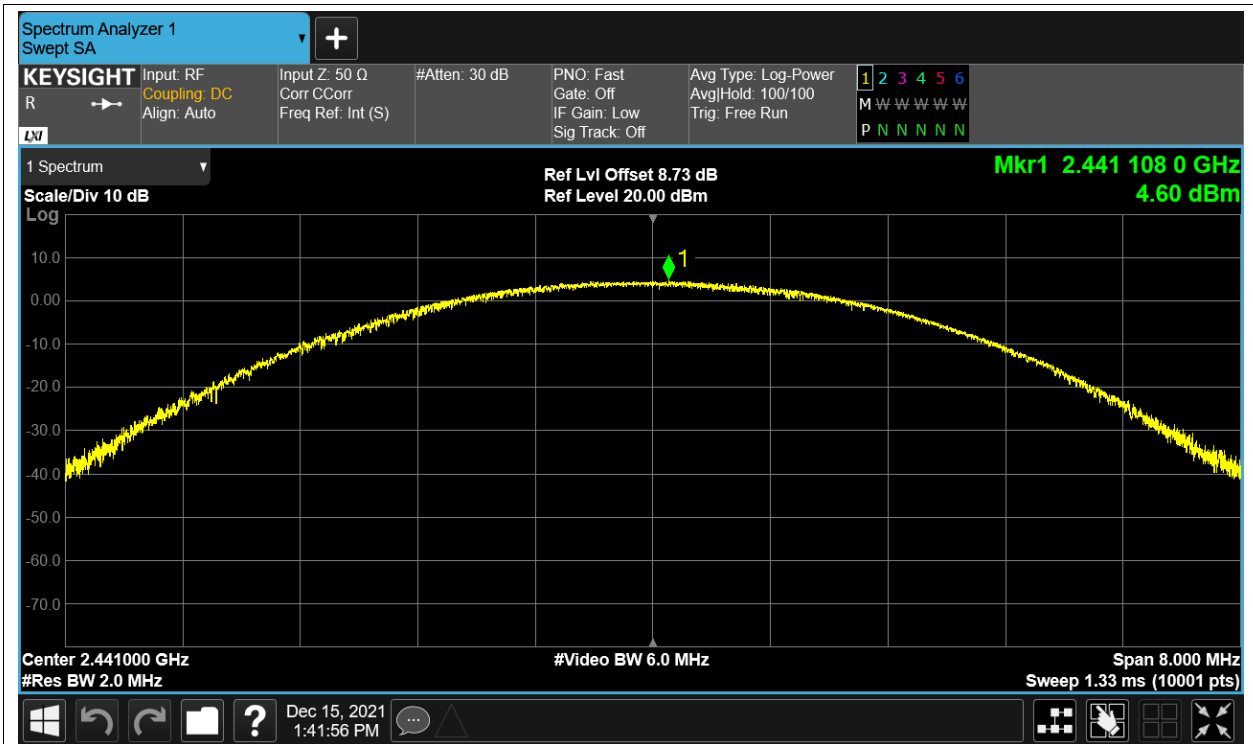 Spectrum Analyzer 1
Swept SA
+
KEYSIGHT
R
LXI
Input: RF
Coupling: DC
Align: Auto
Input Z: 50 Ω
Corr CCorr
Freq Ref: Int (S)
#Atten: 30 dB
PNO: Fast
Gate: Off
IF Gain: Low
Sig Track: Off
Avg Type: Log-Power
Avg|Hold: 100/100
Trig: Free Run
1 2 3 4 5 6
M W W W W W
P N N N N N
1 Spectrum
Scale/Div 10 dB
Ref Lvl Offset 8.73 dB
Ref Level 20.00 dBm
Mkr1 2.441 108 0 GHz
4.60 dBm
Log
1
10.0
0.00
-10.0
-20.0
-30.0
-40.0
-50.0
-60.0
-70.0
Center 2.441000 GHz
#Res BW 2.0 MHz
#Video BW 6.0 MHz
Span 8.000 MHz
Sweep 1.33 ms (10001 pts)
?
Dec 15, 2021
1:41:56 PM